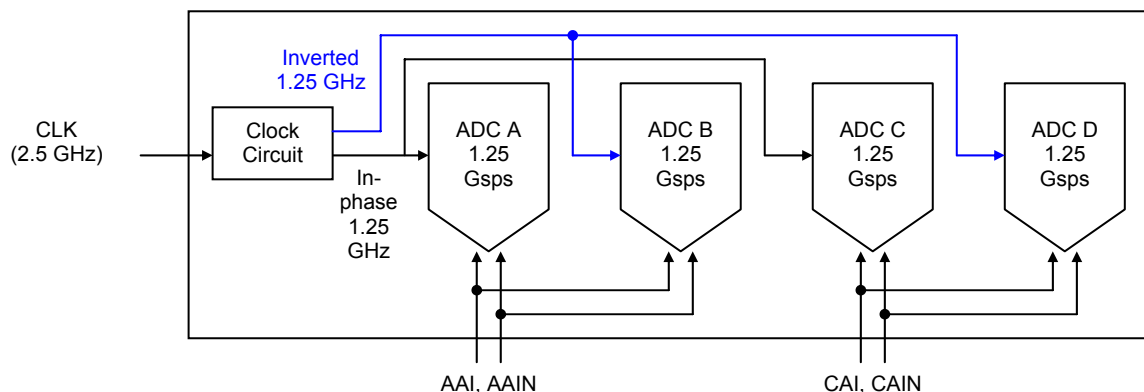 Inverted
1.25 GHz
CLK
(2.5 GHz)
Clock
Circuit
In-
phase
1.25
GHz
ADC A
1.25
Gsps
ADC B
1.25
Gsps
ADC C
1.25
Gsps
ADC D
1.25
Gsps
AAI, AAIN
CAI, CAIN